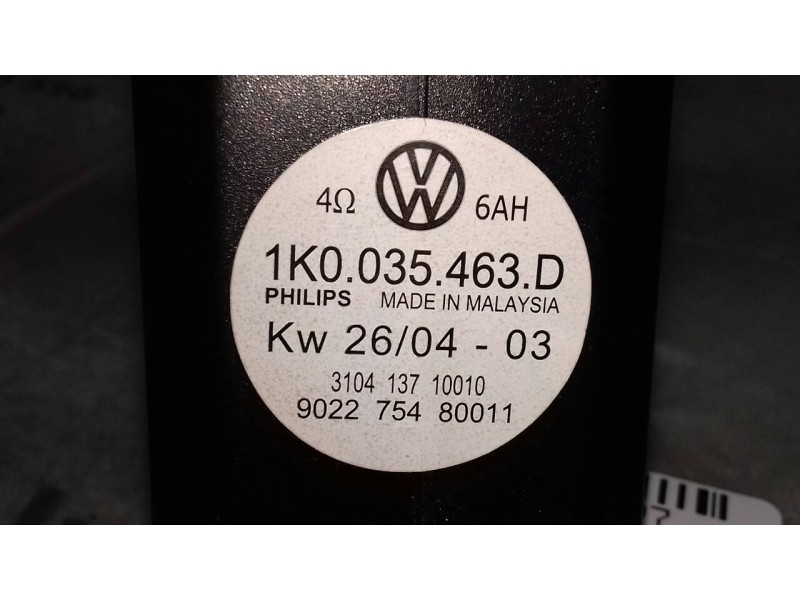 4Ω VW 6AH
1K0.035.463.D
PHILIPS MADE IN MALAYSIA
Kw 26/04 - 03
3104 137 10010
9022 754 80011